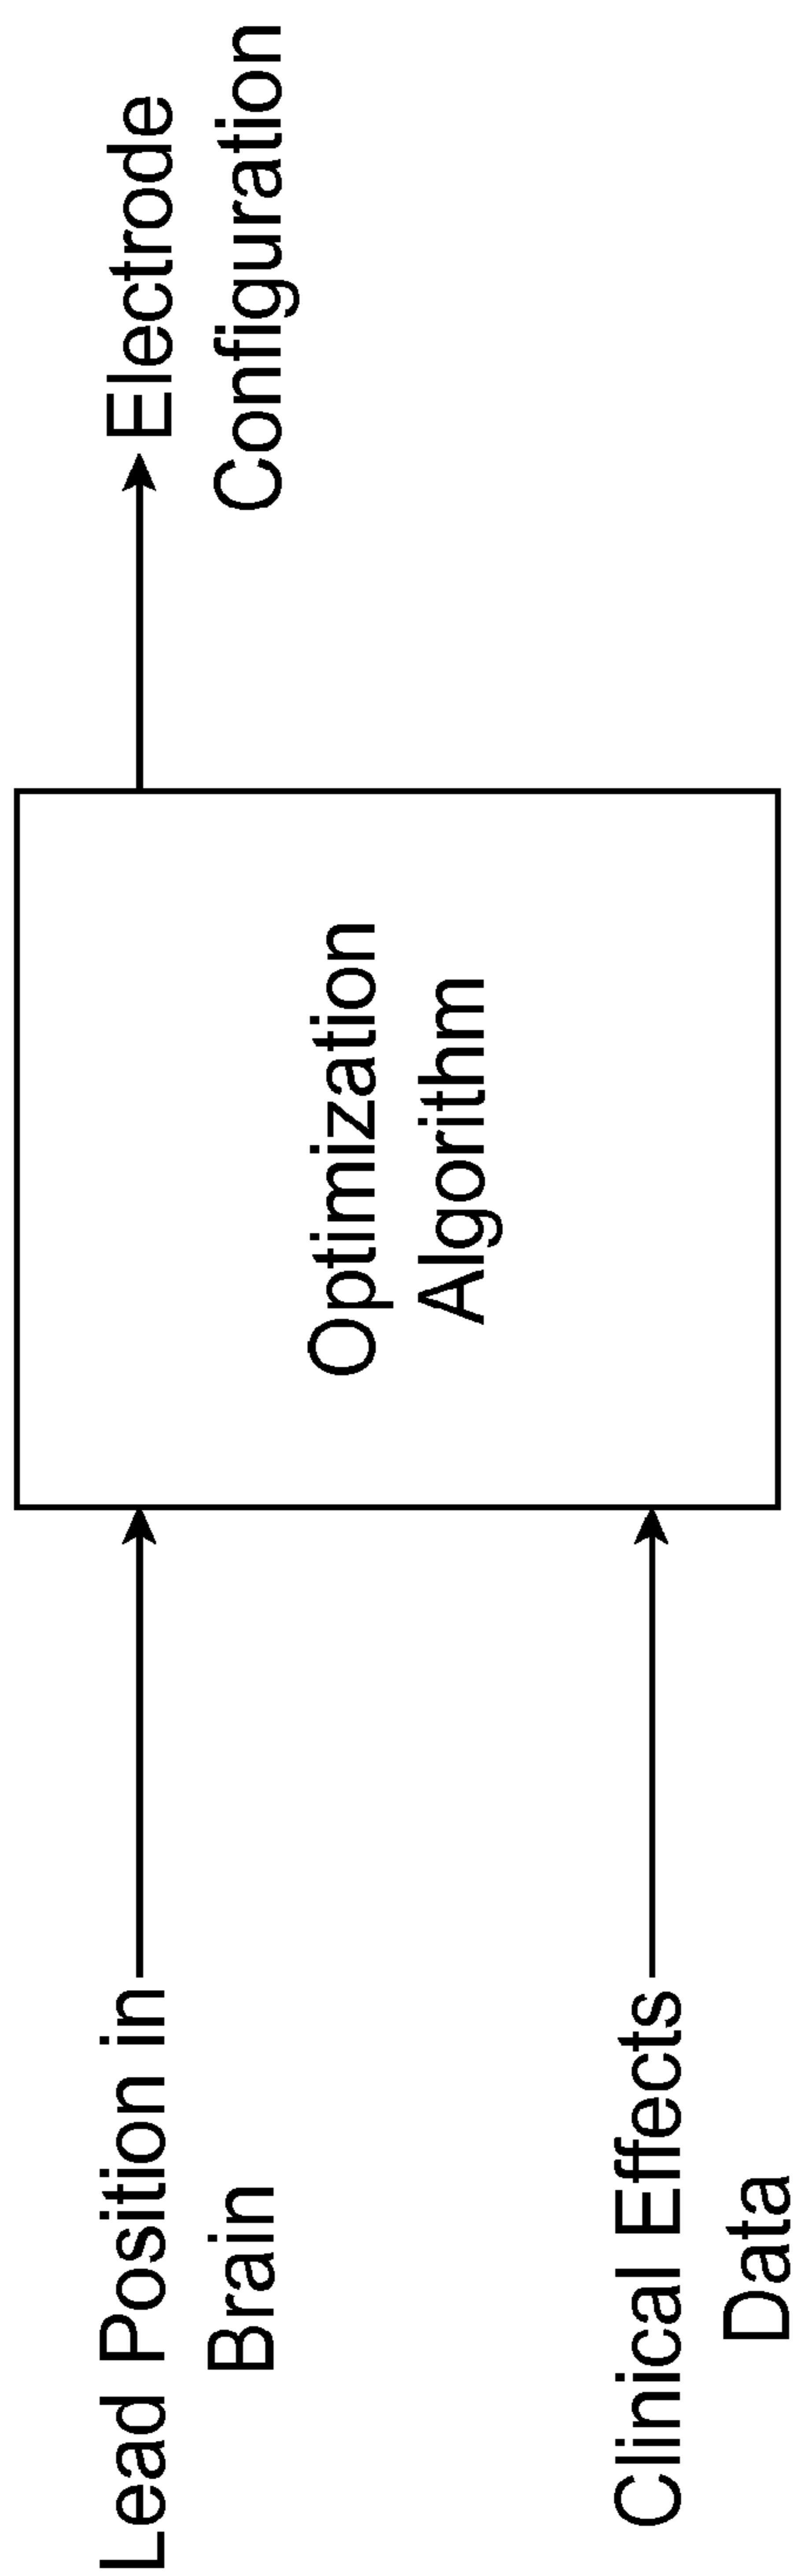 Lead Position in
Brain
Clinical Effects
Data
Optimization
Algorithm
Electrode
Configuration